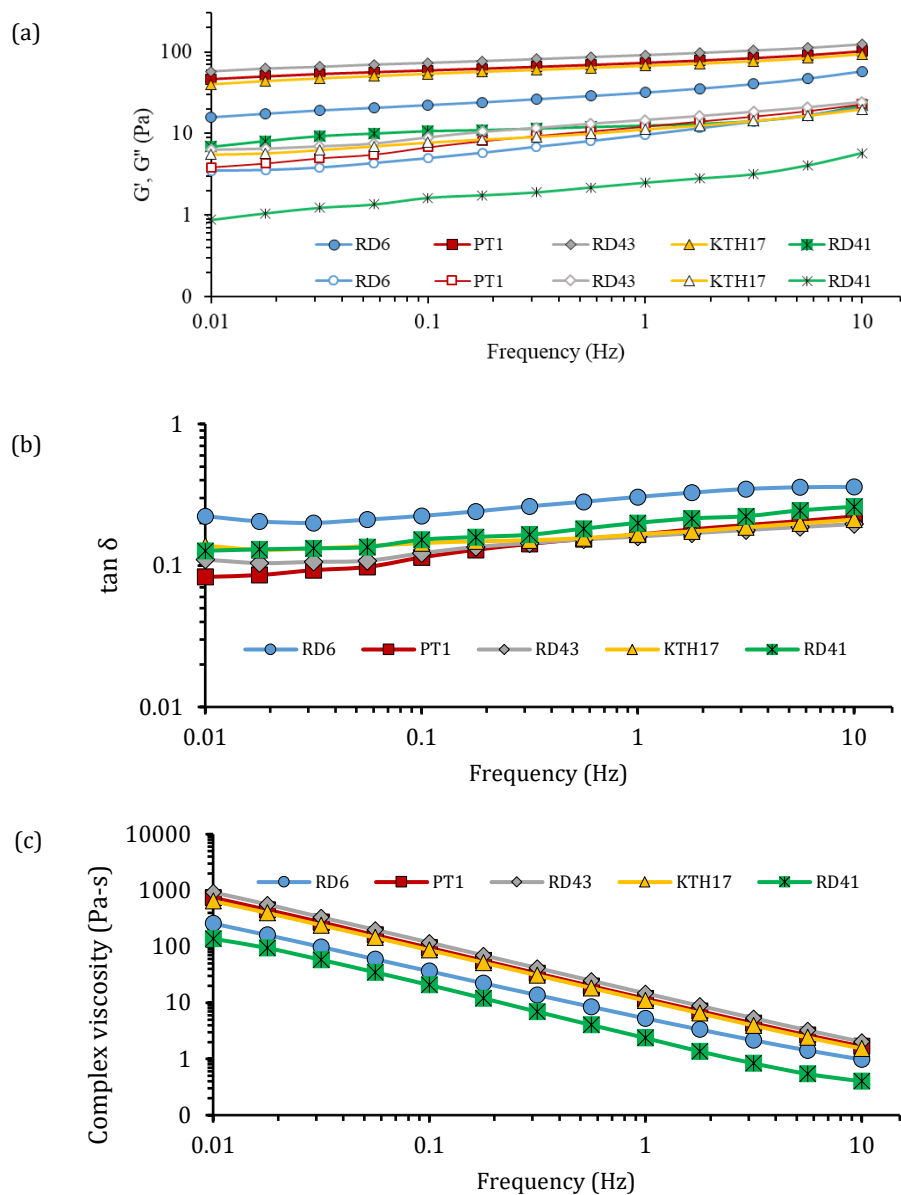 (a)
G', G" (Pa)
100
10
1
0
RD6 PT1 RD43 KTH17 RD41
RD6 PT1 RD43 KTH17 RD41
0.01 0.1 1 10
Frequency (Hz)
(b)
tan δ
1
0.1
0.01
RD6 PT1 RD43 KTH17 RD41
0.01 0.1 1 10
Frequency (Hz)
(c)
Complex viscosity (Pa-s)
10000
1000
100
10
1
0
RD6 PT1 RD43 KTH17 RD41
0.01 0.1 1 10
Frequency (Hz)